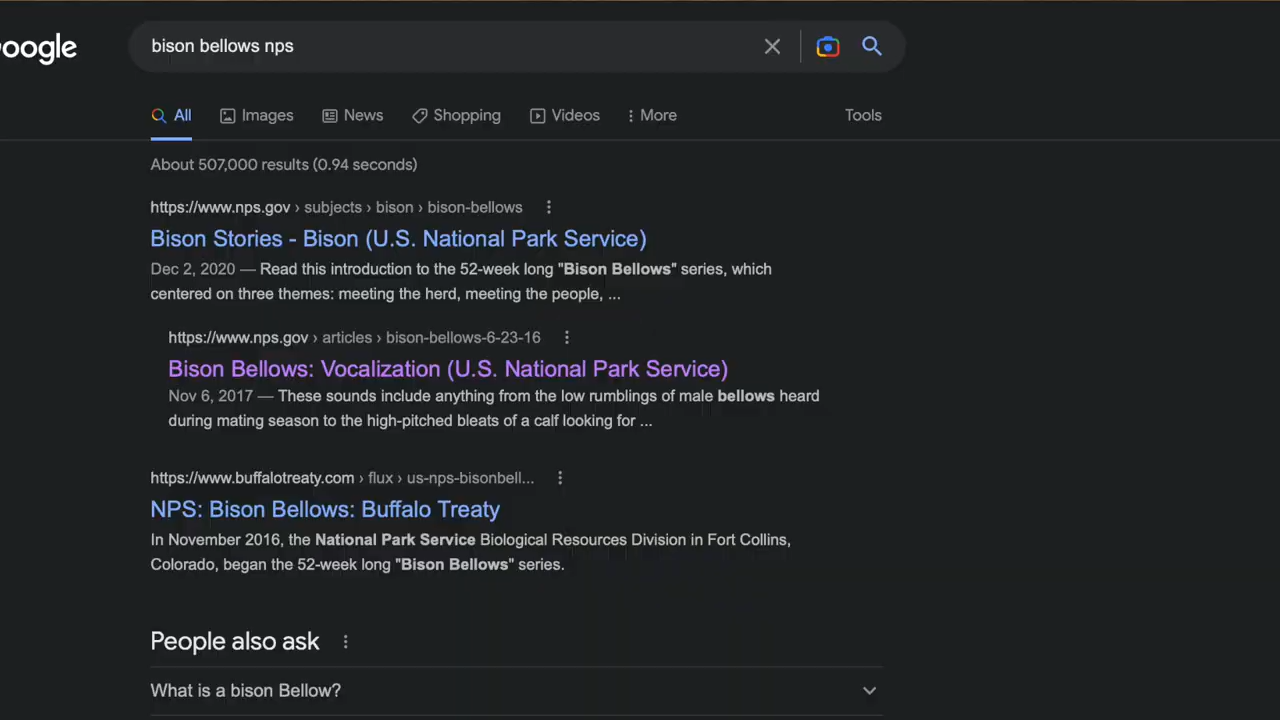 oogle
bison bellows nps
All Images News Shopping Videos More Tools
About 507,000 results (0.94 seconds)
https://www.nps.gov › subjects › bison › bison-bellows
Bison Stories - Bison (U.S. National Park Service)
Dec 2, 2020 — Read this introduction to the 52-week long "Bison Bellows" series, which
centered on three themes: meeting the herd, meeting the people, ...
https://www.nps.gov › articles › bison-bellows-6-23-16
Bison Bellows: Vocalization (U.S. National Park Service)
Nov 6, 2017 — These sounds include anything from the low rumblings of male bellows heard
during mating season to the high-pitched bleats of a calf looking for ...
https://www.buffalotreaty.com › flux › us-nps-bisonbell...
NPS: Bison Bellows: Buffalo Treaty
In November 2016, the National Park Service Biological Resources Division in Fort Collins,
Colorado, began the 52-week long "Bison Bellows" series.
People also ask
What is a bison Bellow?